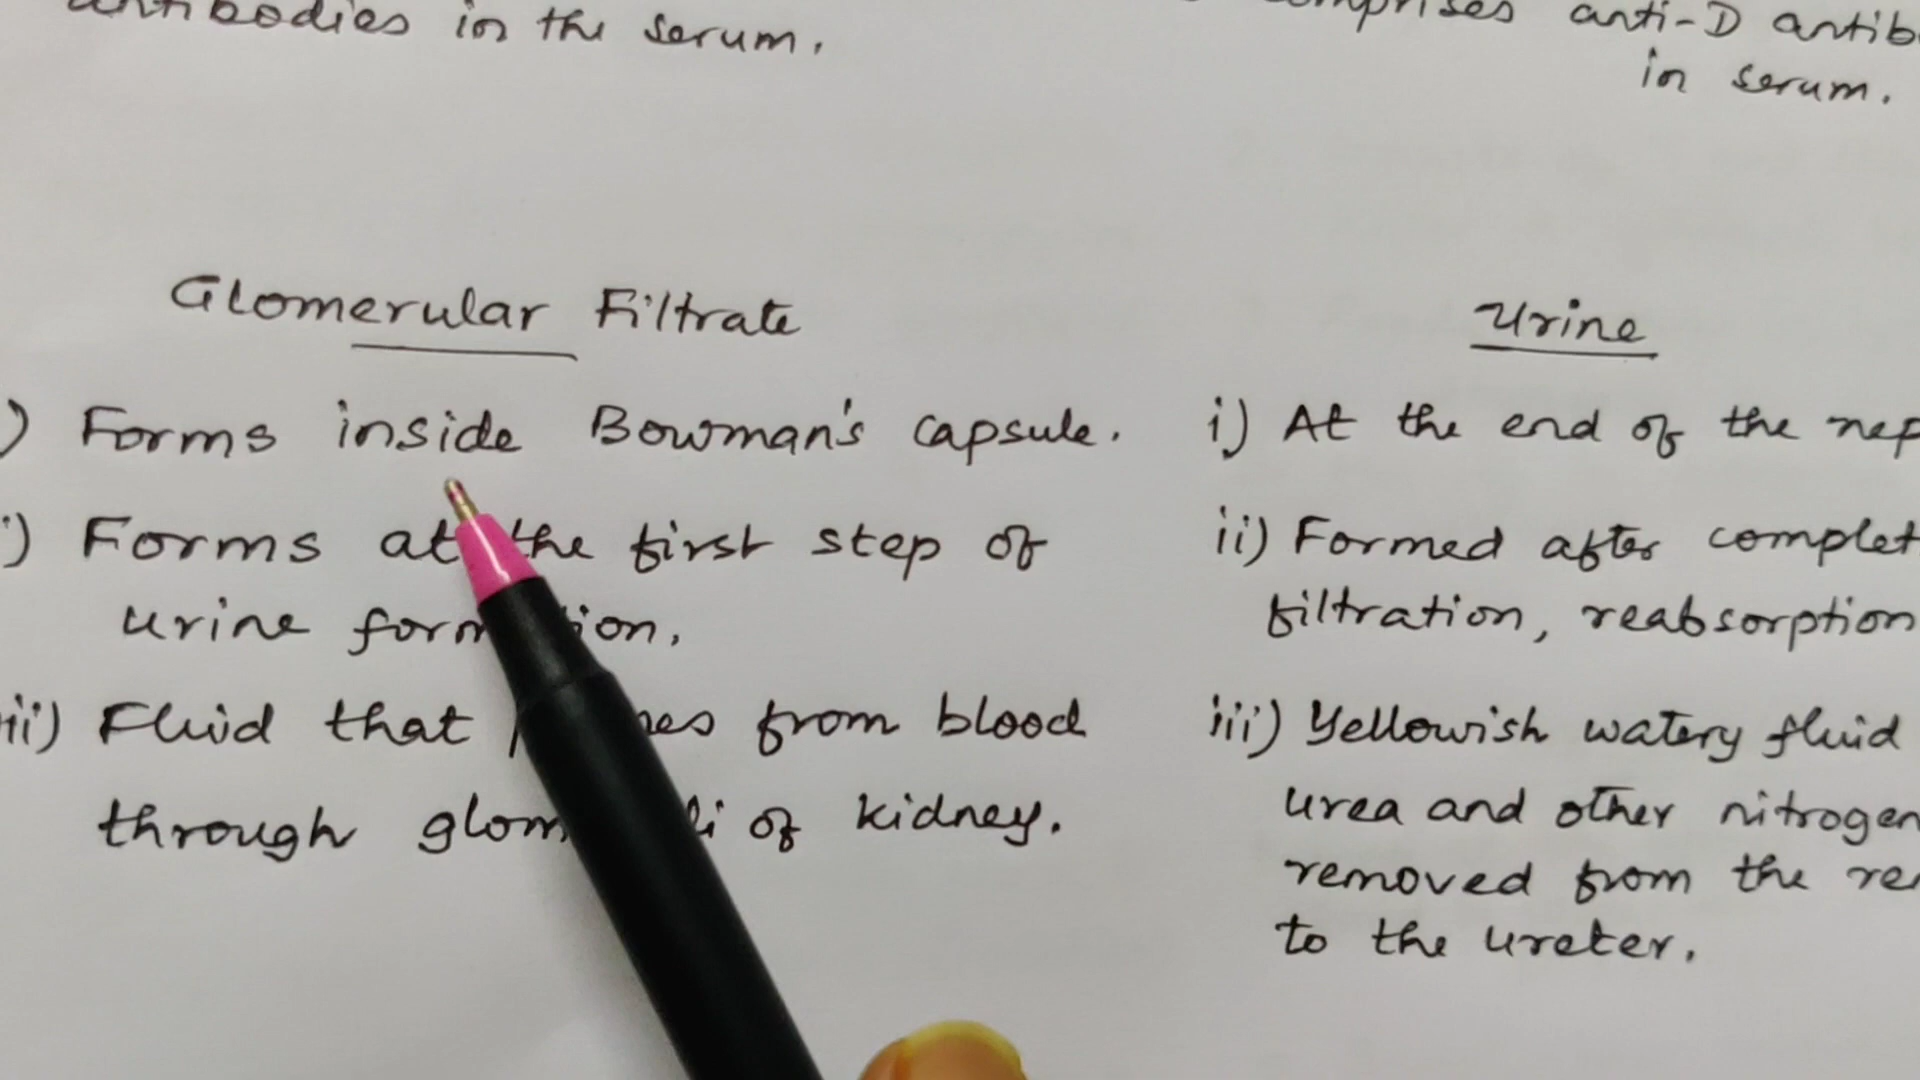 antibodies in the serum.
comprises anti-D
in serum.
Glomerular Filtrate
Forms inside Bowman's capsule.
Forms at the first step of
urine
iii) Fluid that from blood
through of kidney.
Urine
i) At the end of the
ii) Formed after
filtration, reabsorption
iii) Yellowish watery fluid
urea and other
removed from the
to the ureter.